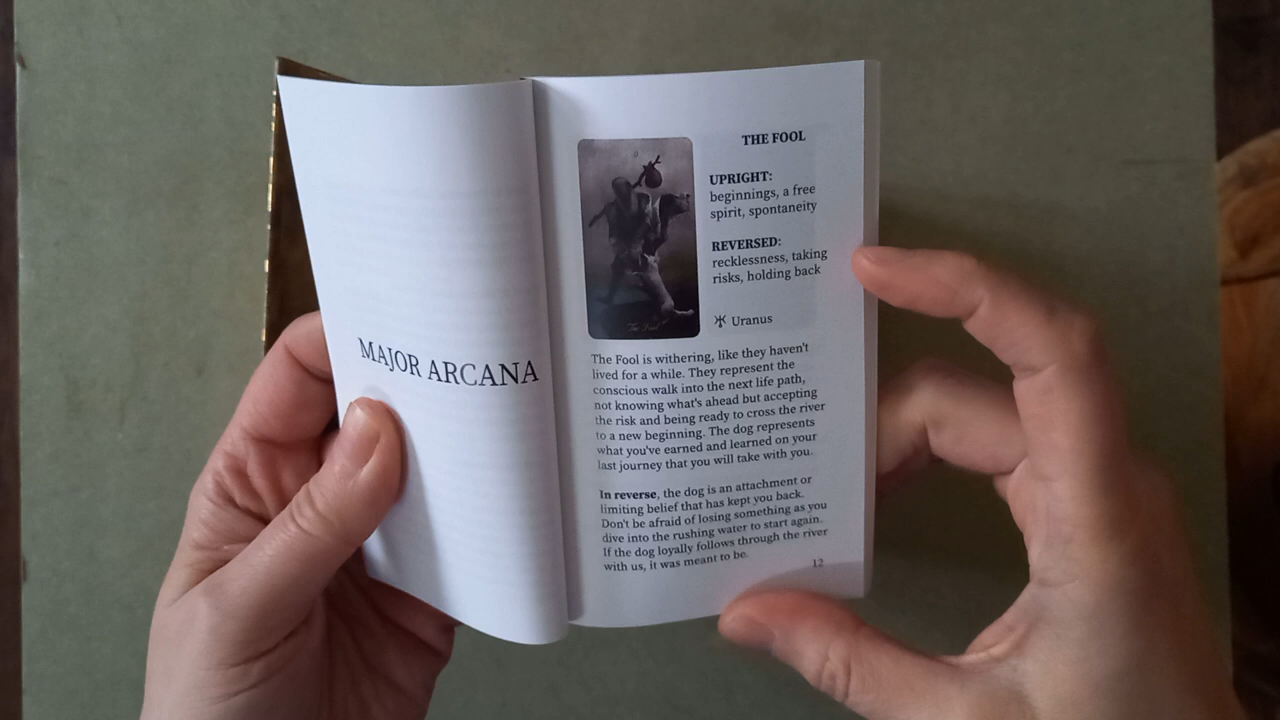 MAJOR ARCANA
THE FOOL
UPRIGHT:
beginnings, a free
spirit, spontaneity
REVERSED:
recklessness, taking
risks, holding back
♅ Uranus
0
The Fool
The Fool is withering, like they haven't
lived for a while. They represent the
conscious walk into the next life path,
not knowing what's ahead but accepting
the risk and being ready to cross the river
to a new beginning. The dog represents
what you've earned and learned on your
last journey that you will take with you.
In reverse, the dog is an attachment or
limiting belief that has kept you back.
Don't be afraid of losing something as you
dive into the rushing water to start again.
If the dog loyally follows through the river
with us, it was meant to be.
12